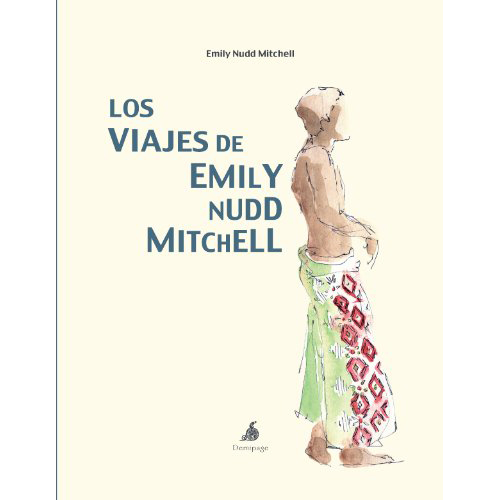 Emily Nudd Mitchell
LOS
VIAJES DE
EMILY
NUDD
MITCHELL
Demipage